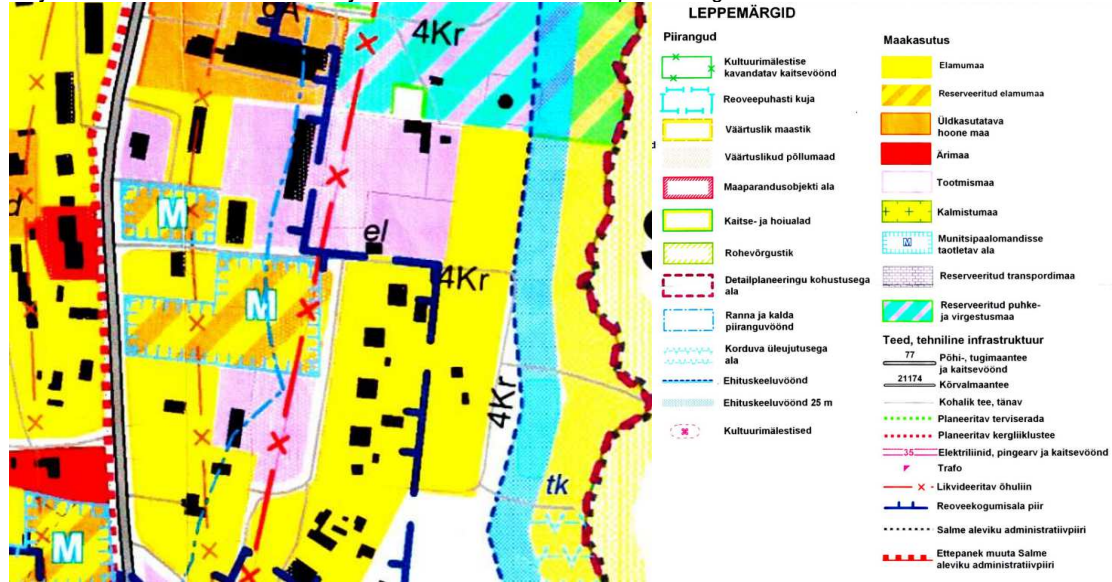 4Kr
M
el
4Kr
M
4Kr
tk
M
LEPPEMÄRGID
Piirangud
Kultuurimälestise
kavandatav kaitsevöönd
Reoveepuhasti kuja
Väärtuslik maastik
Väärtuslikud põllumaad
Maaparandusobjekti ala
Kaitse- ja hoiualad
Rohevõrgustik
Detailplaneeringu kohustusega
ala
Ranna ja kalda
piiranguvöönd
Korduva üleujutusega
ala
Ehituskeeluvöönd
Ehituskeeluvöönd 25 m
Kultuurimälestised
Maakasutus
Elamumaa
Reserveeritud elamumaa
Üldkasutatava
hoone maa
Ärimaa
Tootmismaa
Kalmistumaa
M
Munitsipaalomandisse
taotletav ala
Reserveeritud transpordimaa
Reserveeritud puhke-
ja virgestusmaa
Teed, tehniline infrastruktuur
77
Põhi-, tugimaantee
ja kaitsevöönd
21174
Kõrvalmaantee
Kohalik tee, tänav
Planeeritav terviserada
Planeeritav kergliiklustee
35
Elektriliinid, pingearv ja kaitsevöönd
Trafo
- Likvideeritav õhuliin
Reoveekogumisala piir
Salme aleviku administratiivpiiri
Ettepanek muuta Salme
aleviku administratiivpiiri